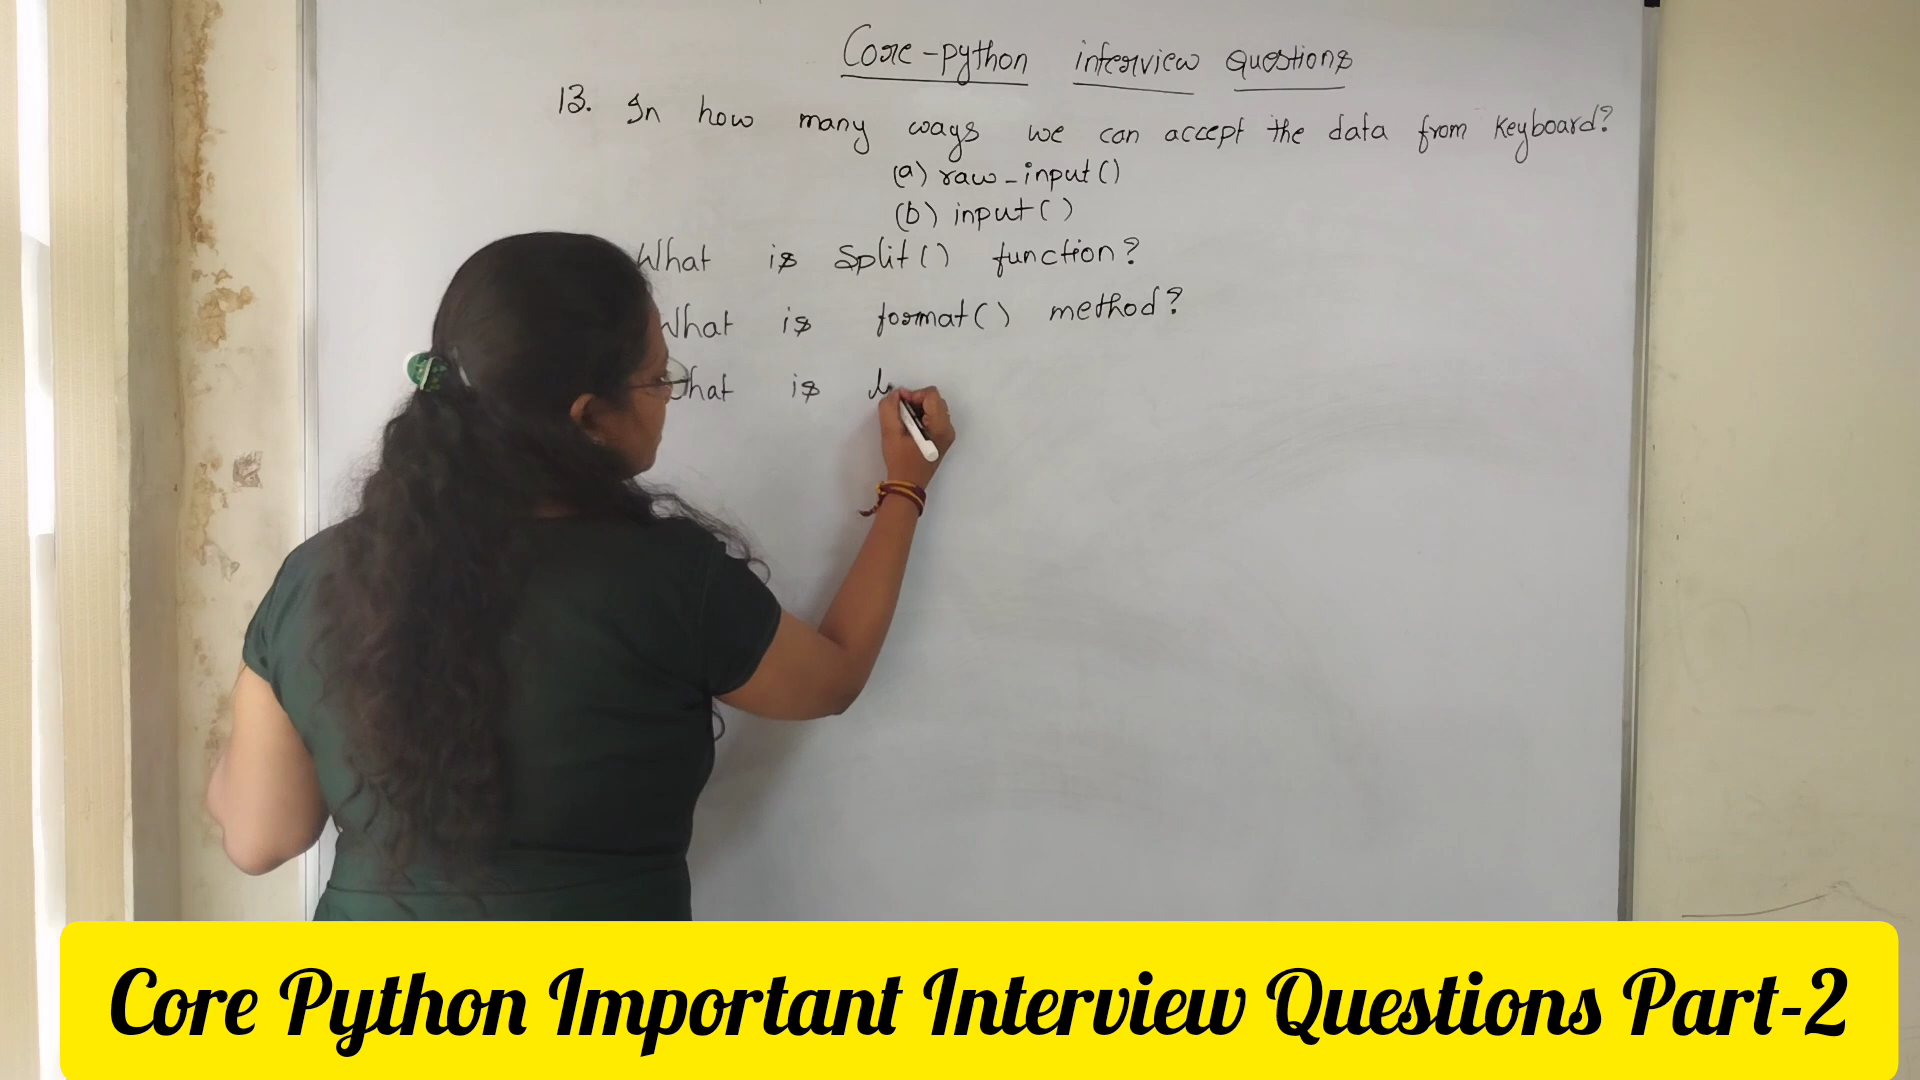 Core-python interview Questions
13. In how many ways we can accept the data from Keyboard?
(a) raw_input()
(b) input()
What is Split() function?
What is format() method?
What is
Core Python Important Interview Questions Part-2